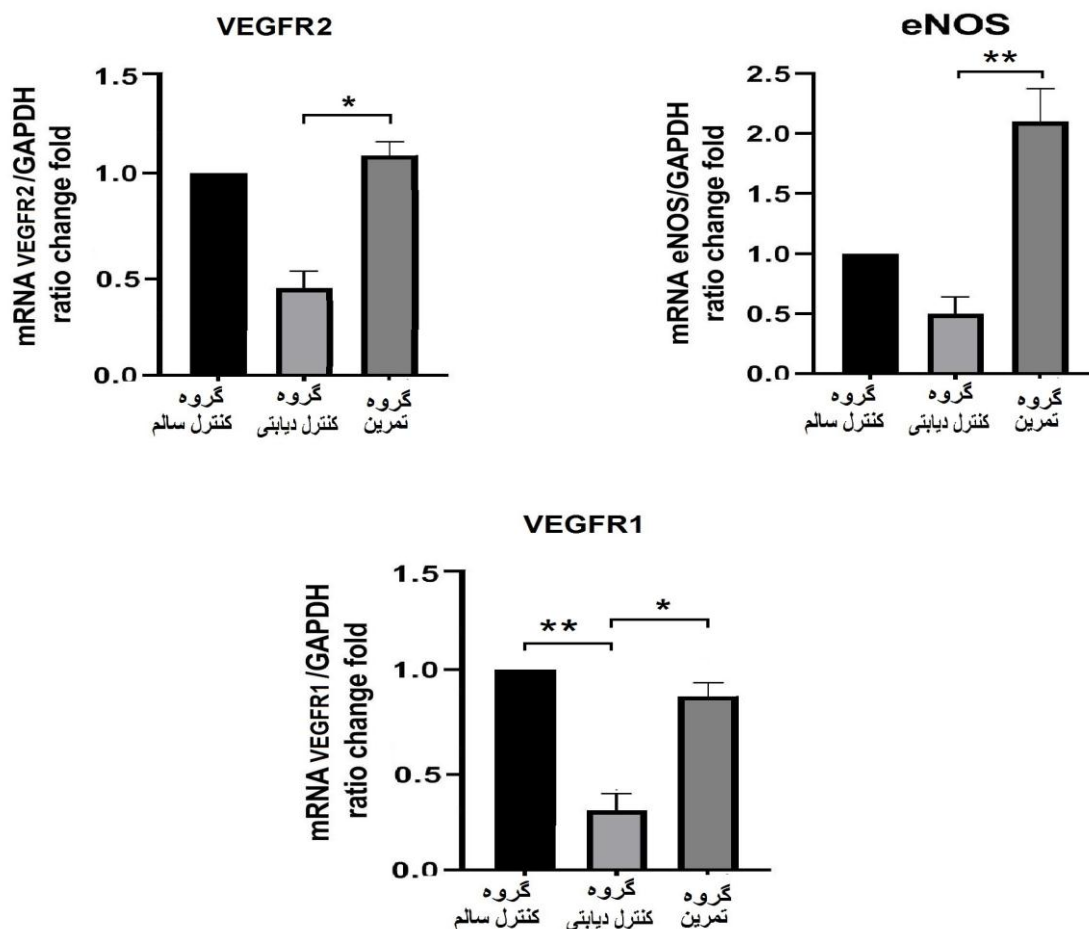 VEGFR2
mRNA VEGFR2/GAPDH
ratio change fold
1.5
1.0
0.5
0.0
*
گروه
کنترل سالم
گروه
کنترل دیابتی
گروه
تمرین
eNOS
mRNA eNOS/GAPDH
ratio change fold
2.5
2.0
1.5
1.0
0.5
0.0
**
گروه
کنترل سالم
گروه
کنترل دیابتی
گروه
تمرین
VEGFR1
mRNA VEGFR1/GAPDH
ratio change fold
1.5
1.0
0.5
0.0
**
*
گروه
کنترل سالم
گروه
کنترل دیابتی
گروه
تمرین